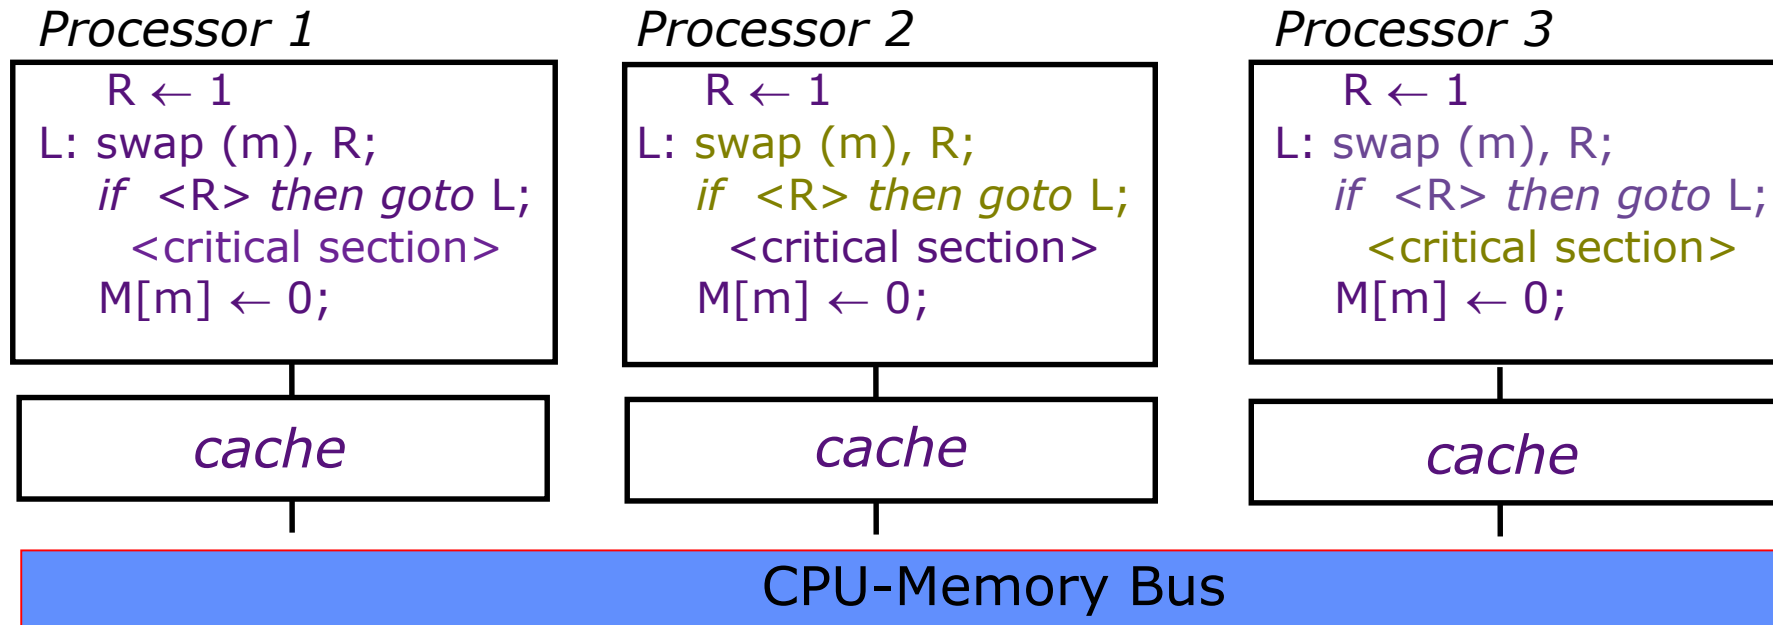 Processor 1
R ← 1
L: swap (m), R;
if <R> then goto L;
<critical section>
M[m] ← 0;
cache
Processor 2
R ← 1
L: swap (m), R;
if <R> then goto L;
<critical section>
M[m] ← 0;
cache
Processor 3
R ← 1
L: swap (m), R;
if <R> then goto L;
<critical section>
M[m] ← 0;
cache
CPU-Memory Bus